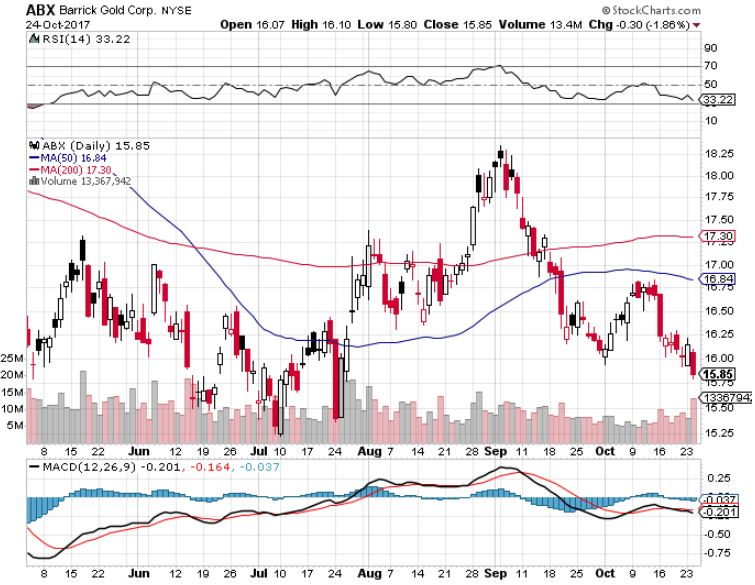 ABX Barrick Gold Corp. NYSE © StockCharts.com
24-Oct-2017 Open 16.07 High 16.10 Low 15.80 Close 15.85 Volume 13.4M Chg -0.30 (-1.86%)
RSI(14) 33.22
90
70
50
33.22
10
ABX (Daily) 15.85
MA(50) 16.84
MA(200) 17.30
Volume 13,367,942
18.25
18.00
17.75
17.50
17.30
17.00
16.84
16.75
16.50
16.25
16.00
15.85
15.75
13367942
15.50
15.25
25M
20M
15M
10M
5M
8 15 22 Jun 12 19 26 Jul 10 17 24 Aug 7 14 21 28 Sep 11 18 25 Oct 9 16 23
MACD(12,26,9) -0.201, -0.164, -0.037
0.25
-0.037
-0.201
-0.50
-0.75
8 15 22 Jun 12 19 26 Jul 10 17 24 Aug 7 14 21 28 Sep 11 18 25 Oct 9 16 23